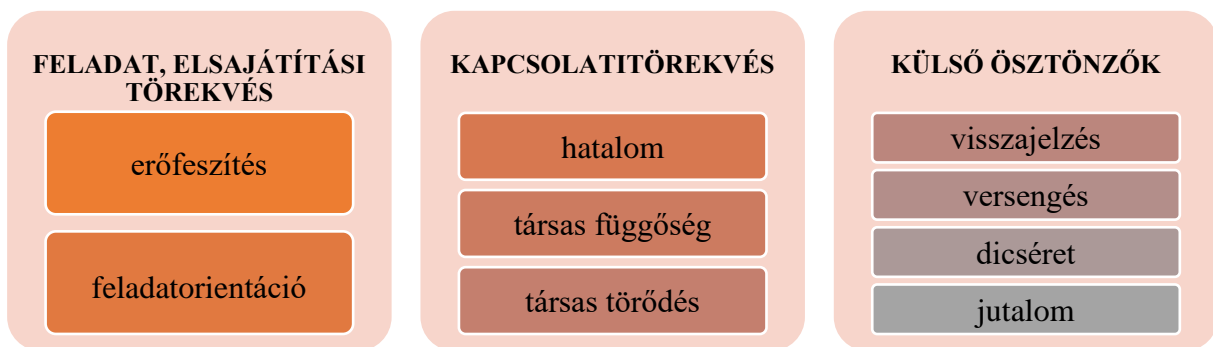 FELADAT, ELSAJÁTÍTÁSI
TÖREKVÉS
erőfeszítés
feladatorientáció
KAPCSOLATITÖREKVÉS
hatalom
társas függőség
társas törődés
KÜLSŐ ÖSZTÖNZŐK
visszajelzés
versengés
dicséret
jutalom